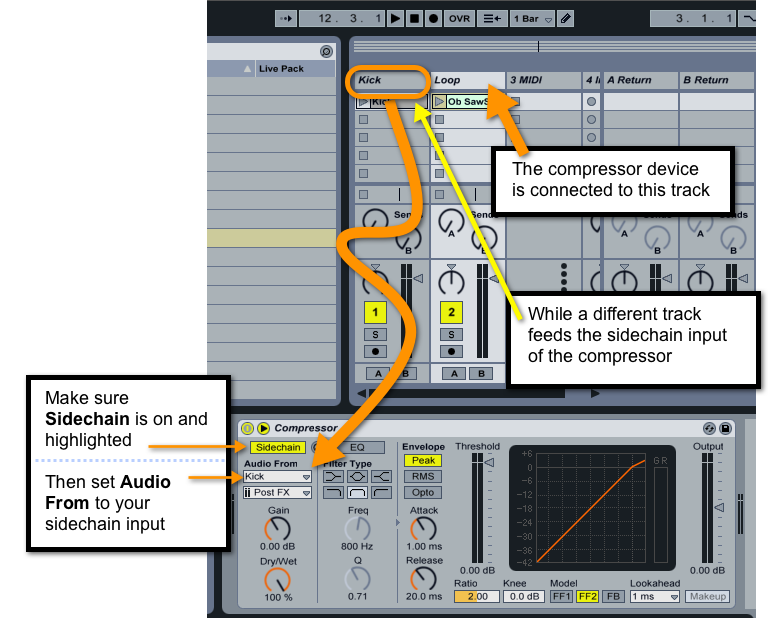 12. 3. 1
OVR
1 Bar
3. 1. 1
Live Pack
Kick
Loop
3 MIDI
A Return
B Return
Ob SawS
The compressor device
is connected to this track
Sends
Sends
A
B
B
A
B
A
B
While a different track
feeds the sidechain input
of the compressor
1
2
S
S
A B
A B
Make sure
Sidechain is on and
highlighted
Then set Audio
From to your
sidechain input
Compressor
Sidechain
EQ
Envelope
Threshold
Output
Audio From
Filter Type
Peak
Kick
RMS
Post FX
Opto
Gain
Freq
Attack
0.00 dB
800 Hz
1.00 ms
Dry/Wet
Q
Release
100 %
0.71
20.0 ms
+6
0
-6
-12
-18
-24
-30
-36
-42
GR
0.00 dB
0.00 dB
Ratio
Knee
Model
Lookahead
2.00
0.0 dB
FF1
FF2
FB
1 ms
Makeup